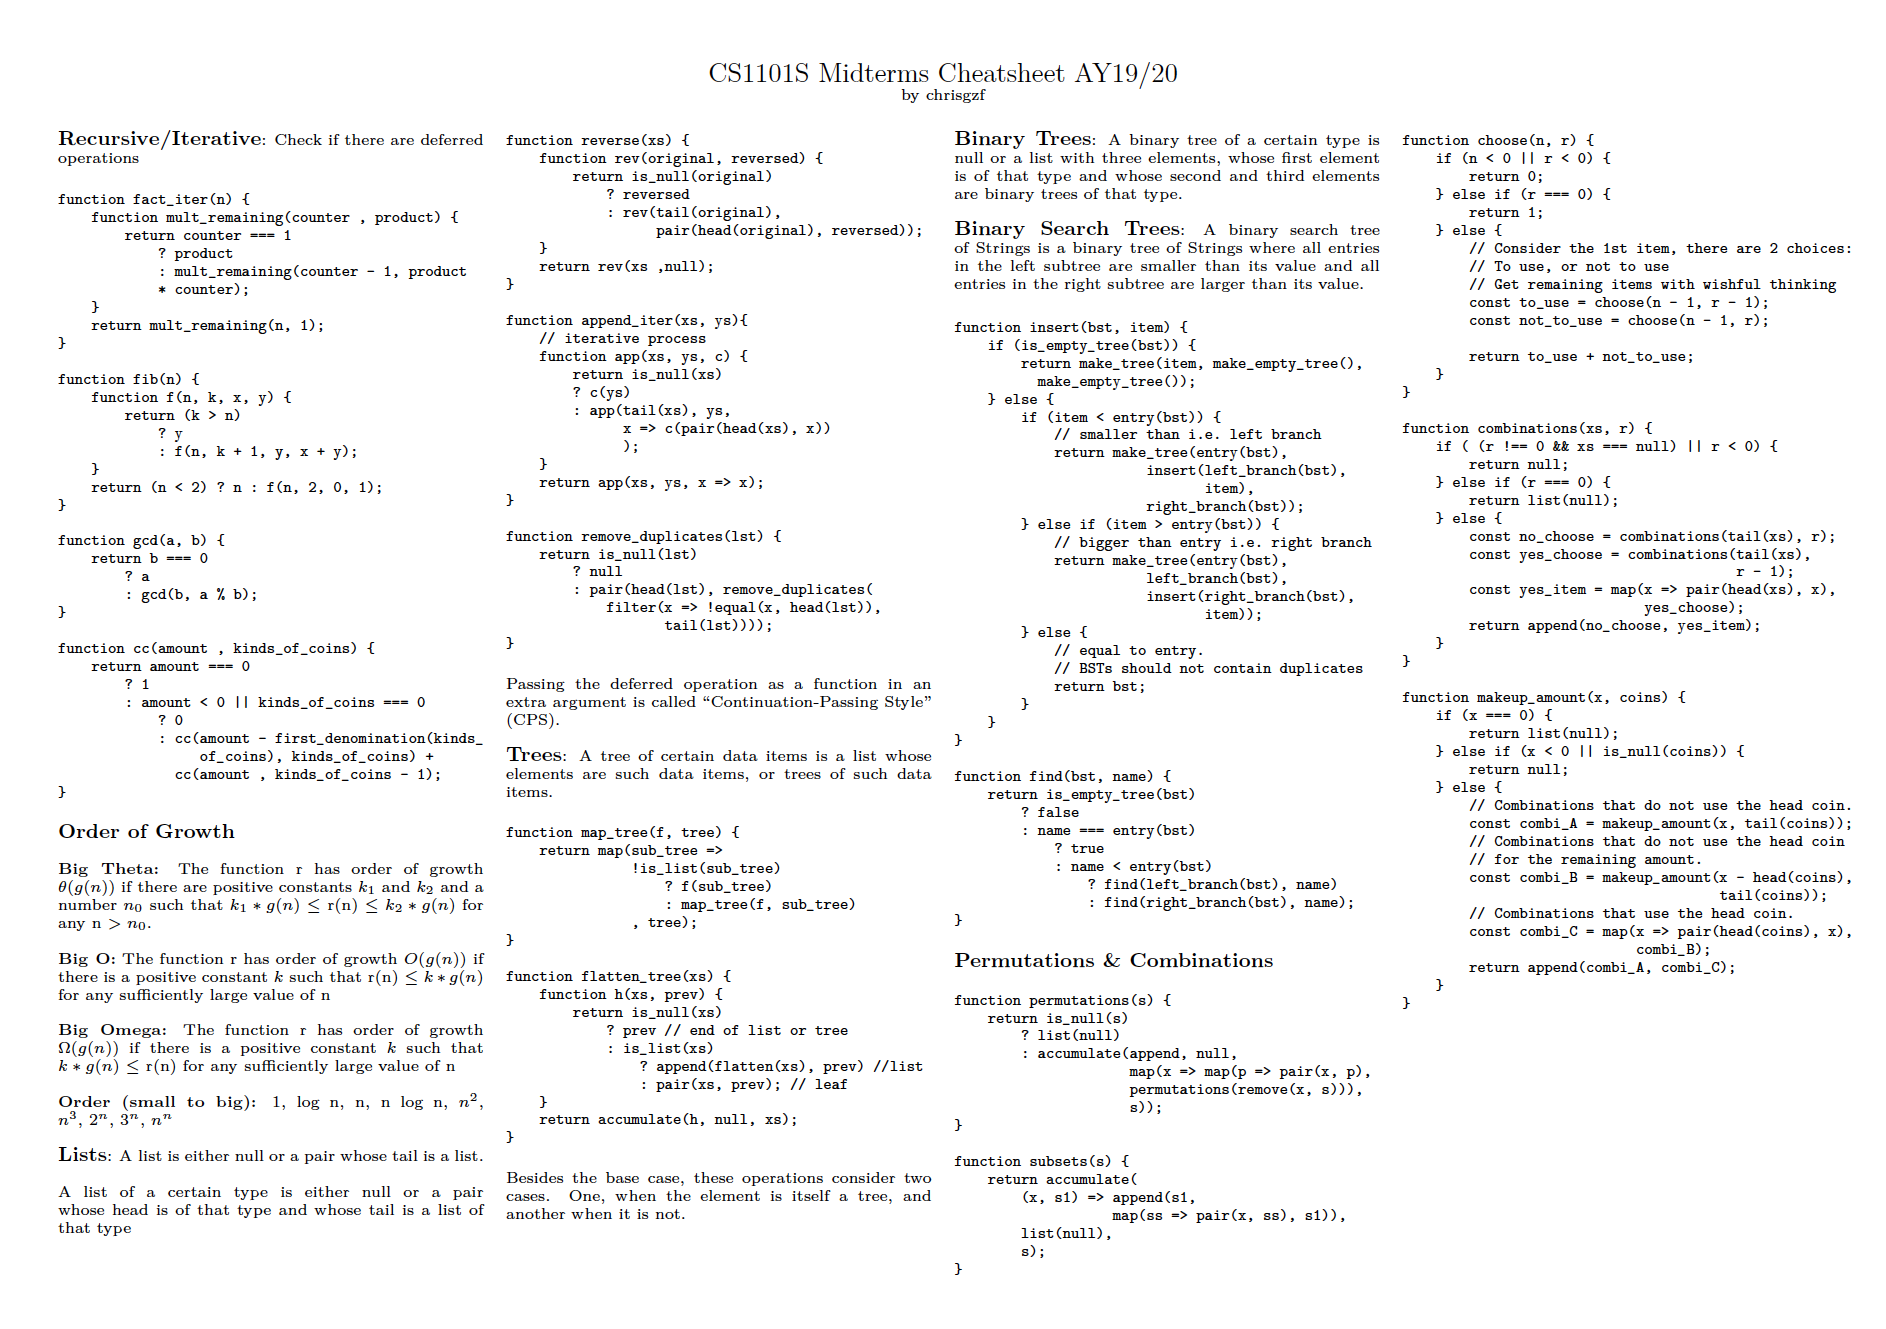 CS1101S Midterms Cheatsheet AY19/20
by chrisgzf
Recursive/Iterative: Check if there are deferred
operations
function fact_iter(n) {
    function mult_remaining(counter , product) {
        return counter === 1
            ? product
            : mult_remaining(counter - 1, product
            * counter);
    }
    return mult_remaining(n, 1);
}
function fib(n) {
    function f(n, k, x, y) {
        return (k > n)
            ? y
            : f(n, k + 1, y, x + y);
    }
    return (n < 2) ? n : f(n, 2, 0, 1);
}
function gcd(a, b) {
    return b === 0
        ? a
        : gcd(b, a % b);
}
function cc(amount , kinds_of_coins) {
    return amount === 0
        ? 1
        : amount < 0 || kinds_of_coins === 0
            ? 0
            : cc(amount - first_denomination(kinds_
                 of_coins), kinds_of_coins) +
              cc(amount , kinds_of_coins - 1);
}
Order of Growth
Big Theta: The function r has order of growth
θ(g(n)) if there are positive constants k₁ and k₂ and a
number n₀ such that k₁ * g(n) ≤ r(n) ≤ k₂ * g(n) for
any n > n₀.
Big O: The function r has order of growth O(g(n)) if
there is a positive constant k such that r(n) ≤ k * g(n)
for any sufficiently large value of n
Big Omega: The function r has order of growth
Ω(g(n)) if there is a positive constant k such that
k * g(n) ≤ r(n) for any sufficiently large value of n
Order (small to big): 1, log n, n, n log n, n²,
n³, 2ⁿ, 3ⁿ, nⁿ
Lists: A list is either null or a pair whose tail is a list.
A list of a certain type is either null or a pair
whose head is of that type and whose tail is a list of
that type
function reverse(xs) {
    function rev(original, reversed) {
        return is_null(original)
            ? reversed
            : rev(tail(original),
                  pair(head(original), reversed));
    }
    return rev(xs ,null);
}
function append_iter(xs, ys){
    // iterative process
    function app(xs, ys, c) {
        return is_null(xs)
        ? c(ys)
        : app(tail(xs), ys,
              x => c(pair(head(xs), x))
              );
    }
    return app(xs, ys, x => x);
}
function remove_duplicates(lst) {
    return is_null(lst)
        ? null
        : pair(head(lst), remove_duplicates(
            filter(x => !equal(x, head(lst)),
                   tail(lst))));
}
Passing the deferred operation as a function in an
extra argument is called “Continuation-Passing Style”
(CPS).
Trees: A tree of certain data items is a list whose
elements are such data items, or trees of such data
items.
function map_tree(f, tree) {
    return map(sub_tree =>
               !is_list(sub_tree)
                   ? f(sub_tree)
                   : map_tree(f, sub_tree)
               , tree);
}
function flatten_tree(xs) {
    function h(xs, prev) {
        return is_null(xs)
            ? prev // end of list or tree
            : is_list(xs)
                ? append(flatten(xs), prev) //list
                : pair(xs, prev); // leaf
    }
    return accumulate(h, null, xs);
}
Besides the base case, these operations consider two
cases. One, when the element is itself a tree, and
another when it is not.
Binary Trees: A binary tree of a certain type is
null or a list with three elements, whose first element
is of that type and whose second and third elements
are binary trees of that type.
Binary Search Trees: A binary search tree
of Strings is a binary tree of Strings where all entries
in the left subtree are smaller than its value and all
entries in the right subtree are larger than its value.
function insert(bst, item) {
    if (is_empty_tree(bst)) {
        return make_tree(item, make_empty_tree(),
          make_empty_tree());
    } else {
        if (item < entry(bst)) {
            // smaller than i.e. left branch
            return make_tree(entry(bst),
                       insert(left_branch(bst),
                              item),
                       right_branch(bst));
        } else if (item > entry(bst)) {
            // bigger than entry i.e. right branch
            return make_tree(entry(bst),
                       left_branch(bst),
                       insert(right_branch(bst),
                              item));
        } else {
            // equal to entry.
            // BSTs should not contain duplicates
            return bst;
        }
    }
}
function find(bst, name) {
    return is_empty_tree(bst)
        ? false
        : name === entry(bst)
            ? true
            : name < entry(bst)
                ? find(left_branch(bst), name)
                : find(right_branch(bst), name);
}
Permutations & Combinations
function permutations(s) {
    return is_null(s)
        ? list(null)
        : accumulate(append, null,
                     map(x => map(p => pair(x, p),
                     permutations(remove(x, s))),
                     s));
}
function subsets(s) {
    return accumulate(
        (x, s1) => append(s1,
                   map(ss => pair(x, ss), s1)),
        list(null),
        s);
}
function choose(n, r) {
    if (n < 0 || r < 0) {
        return 0;
    } else if (r === 0) {
        return 1;
    } else {
        // Consider the 1st item, there are 2 choices:
        // To use, or not to use
        // Get remaining items with wishful thinking
        const to_use = choose(n - 1, r - 1);
        const not_to_use = choose(n - 1, r);
        return to_use + not_to_use;
    }
}
function combinations(xs, r) {
    if ( (r !== 0 && xs === null) || r < 0) {
        return null;
    } else if (r === 0) {
        return list(null);
    } else {
        const no_choose = combinations(tail(xs), r);
        const yes_choose = combinations(tail(xs),
                                        r - 1);
        const yes_item = map(x => pair(head(xs), x),
                             yes_choose);
        return append(no_choose, yes_item);
    }
}
function makeup_amount(x, coins) {
    if (x === 0) {
        return list(null);
    } else if (x < 0 || is_null(coins)) {
        return null;
    } else {
        // Combinations that do not use the head coin.
        const combi_A = makeup_amount(x, tail(coins));
        // Combinations that do not use the head coin
        // for the remaining amount.
        const combi_B = makeup_amount(x - head(coins),
                                      tail(coins));
        // Combinations that use the head coin.
        const combi_C = map(x => pair(head(coins), x),
                            combi_B);
        return append(combi_A, combi_C);
    }
}